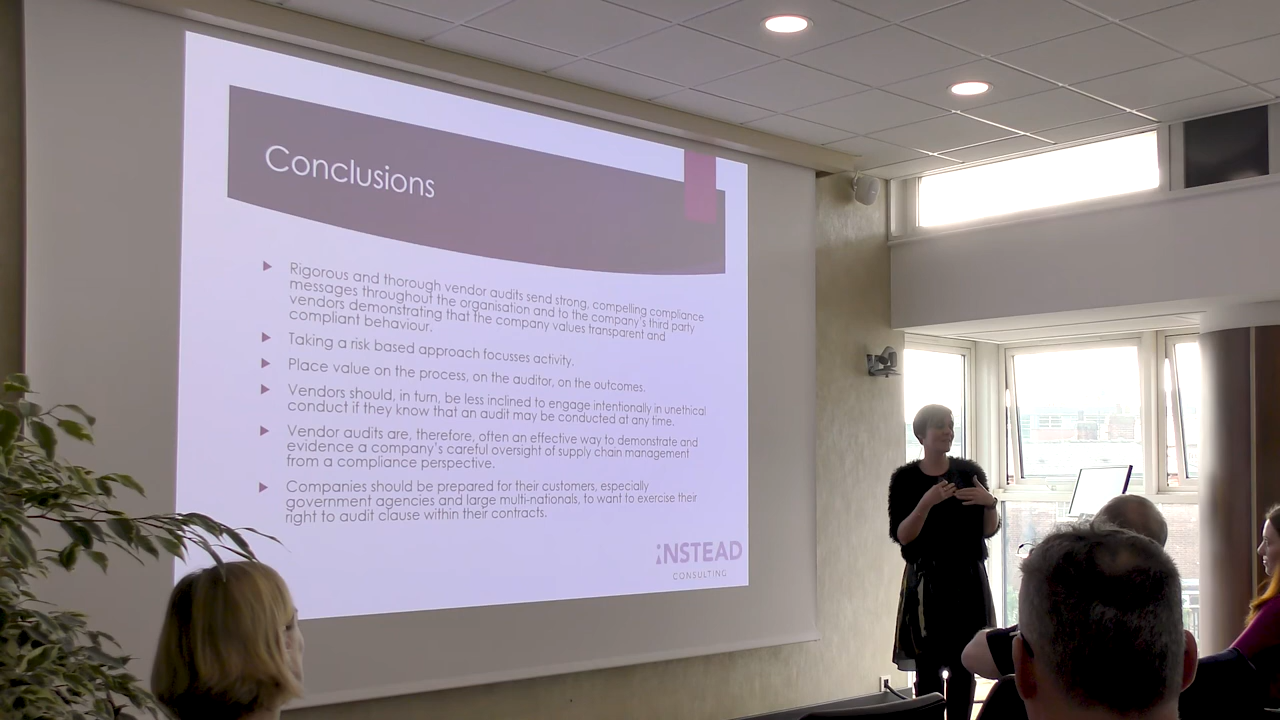 Conclusions
Rigorous and thorough vendor audits send strong, compelling compliance
messages throughout the organisation and to the company's third party
vendors demonstrating that the company values transparent and
compliant behaviour.
Taking a risk based approach focusses activity.
Place value on the process, on the auditor, on the outcomes.
Vendors should, in turn, be less inclined to engage intentionally in unethical
conduct if they know that an audit may be conducted at any time.
Vendor audits are, therefore, often an effective way to demonstrate and
evidence a company's careful oversight of supply chain management
from a compliance perspective.
Companies should be prepared for their customers, especially
government agencies and large multi-nationals, to want to exercise their
right to audit clause within their contracts.
INSTEAD
CONSULTING